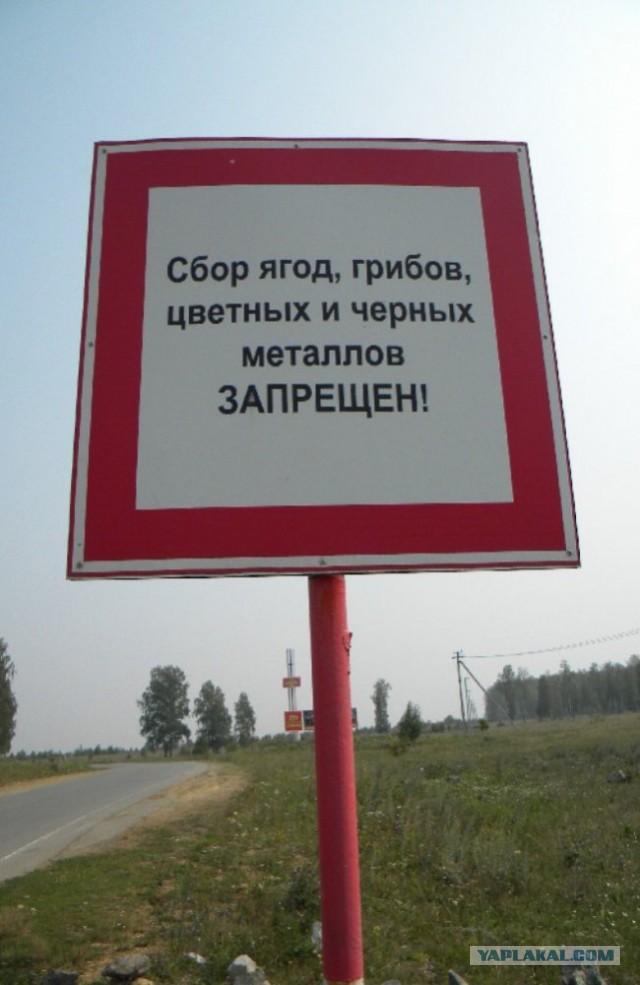 Сбор ягод, грибов,
цветных и черных
металлов
ЗАПРЕЩЕН!
YAPLAKAL.COM